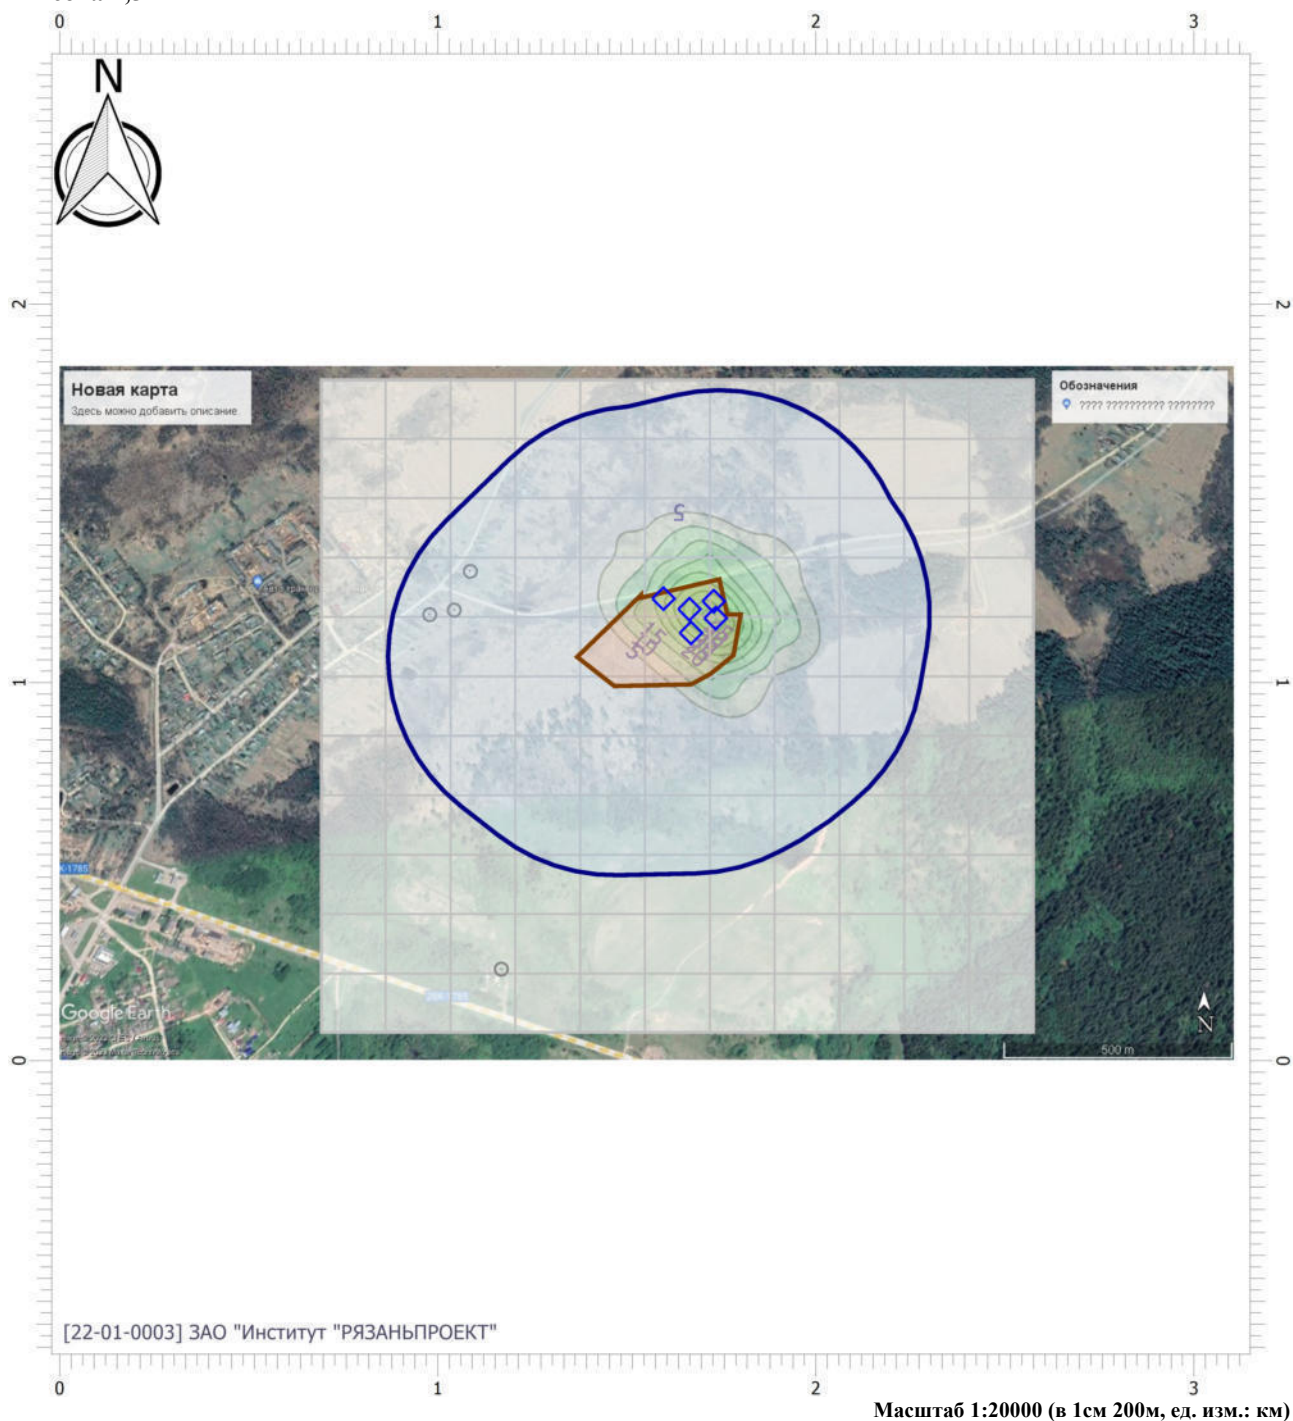 0 1 2 3
N
2 2
Новая карта
Здесь можно добавить описание.
Обозначения
???? ?????????? ????????
5
1 1
Google Earth
N
500 m
0 0
[22-01-0003] ЗАО "Институт "РЯЗАНЬПРОЕКТ"
0 1 2 3
Масштаб 1:20000 (в 1см 200м, ед. изм.: км)